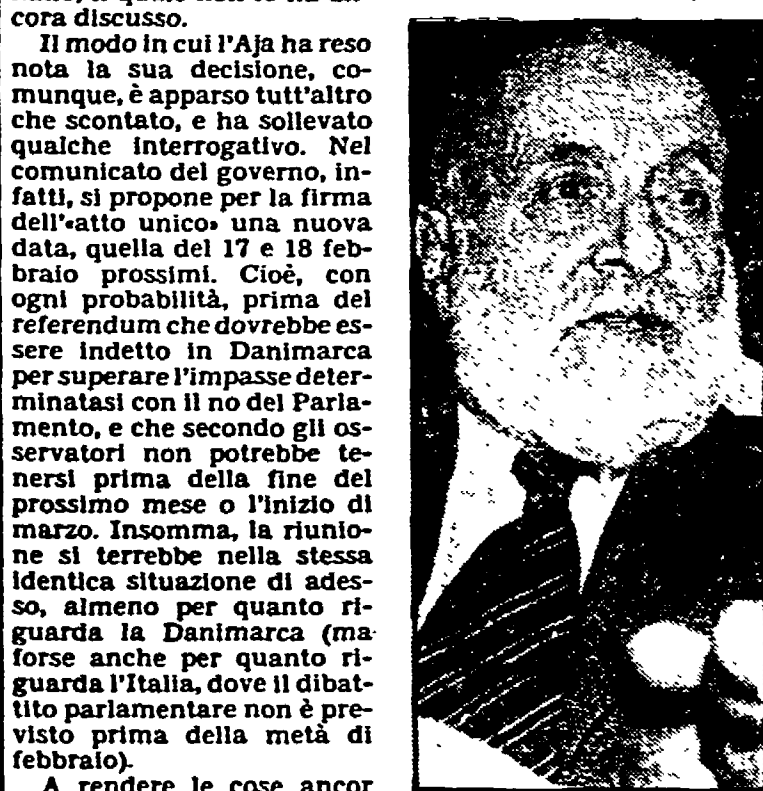 cora discusso.
Il modo in cui l'Aja ha reso
nota la sua decisione, co-
munque, è apparso tutt'altro
che scontato, e ha sollevato
qualche interrogativo. Nel
comunicato del governo, in-
fatti, si propone per la firma
dell'«atto unico» una nuova
data, quella del 17 e 18 feb-
braio prossimi. Cioè, con
ogni probabilità, prima del
referendum che dovrebbe es-
sere indetto in Danimarca
per superare l'impasse deter-
minatasi con il no del Parla-
mento, e che secondo gli os-
servatori non potrebbe te-
nersi prima della fine del
prossimo mese o l'inizio di
marzo. Insomma, la riunio-
ne si terrebbe nella stessa
identica situazione di ades-
so, almeno per quanto ri-
guarda la Danimarca (ma
forse anche per quanto ri-
guarda l'Italia, dove il dibat-
tito parlamentare non è pre-
visto prima della metà di
febbraio).
A rendere le cose ancor